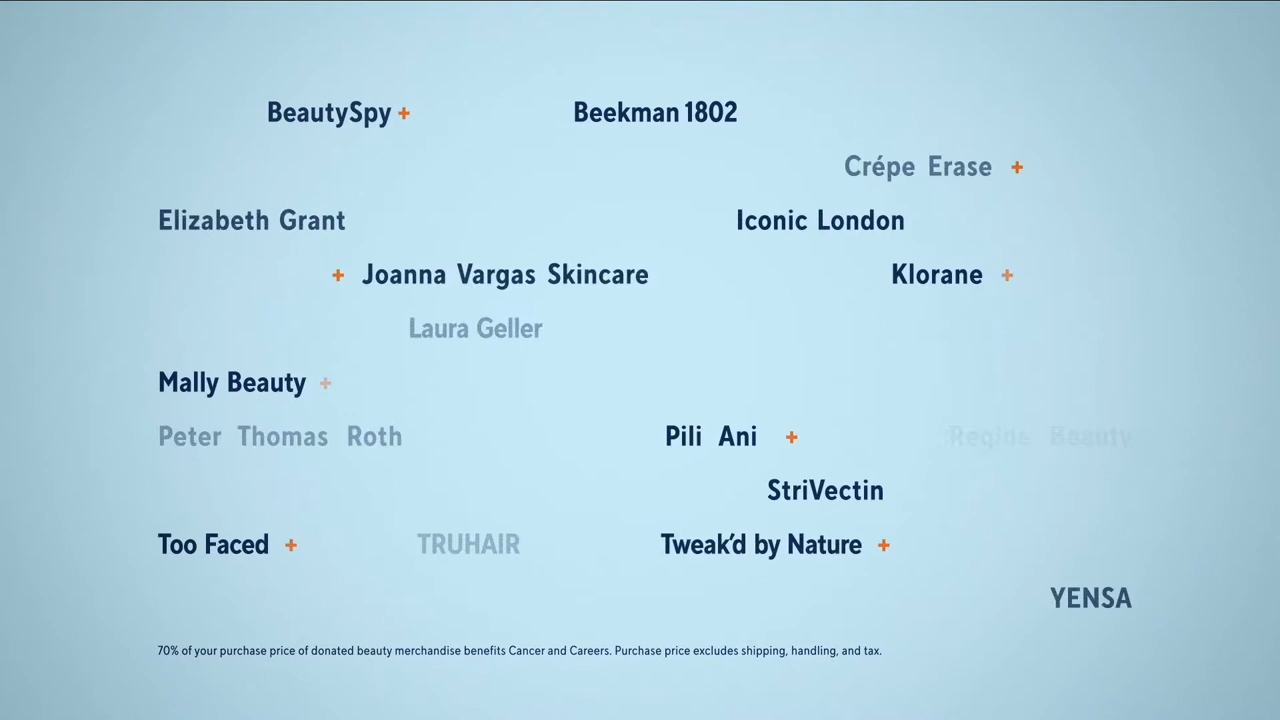 BeautySpy + Beekman 1802
Crépe Erase +
Elizabeth Grant Iconic London
+ Joanna Vargas Skincare Klorane +
Laura Geller
Mally Beauty +
Peter Thomas Roth Pili Ani + Beauty
StriVectin
Too Faced + TRUHAIR Tweak'd by Nature +
YENSA
70% of your purchase price of donated beauty merchandise benefits Cancer and Careers. Purchase price excludes shipping, handling, and tax.